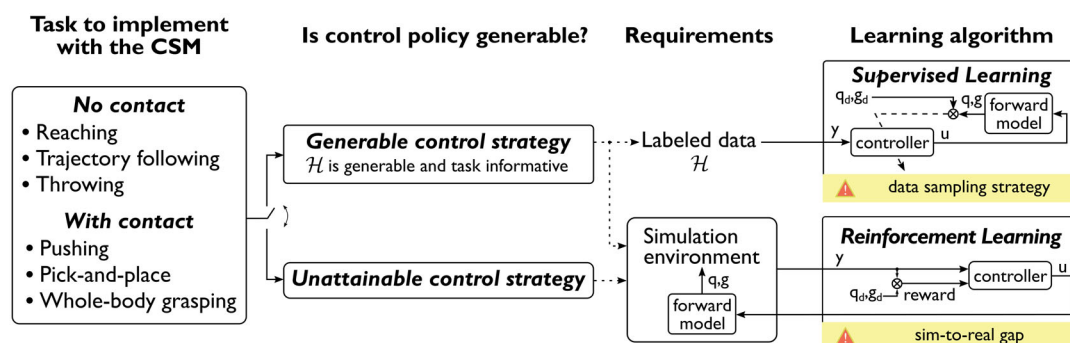 Task to implement
with the CSM
Is control policy generable?
Requirements
Learning algorithm
No contact
• Reaching
• Trajectory following
• Throwing
With contact
• Pushing
• Pick-and-place
• Whole-body grasping
Generable control strategy
ℋ is generable and task informative
Unattainable control strategy
Labeled data
ℋ
Simulation
environment
q,g
forward
model
Supervised Learning
q_d,g_d
q,g
forward
model
y
controller
u
data sampling strategy
Reinforcement Learning
y
controller
u
q_d,g_d
reward
sim-to-real gap